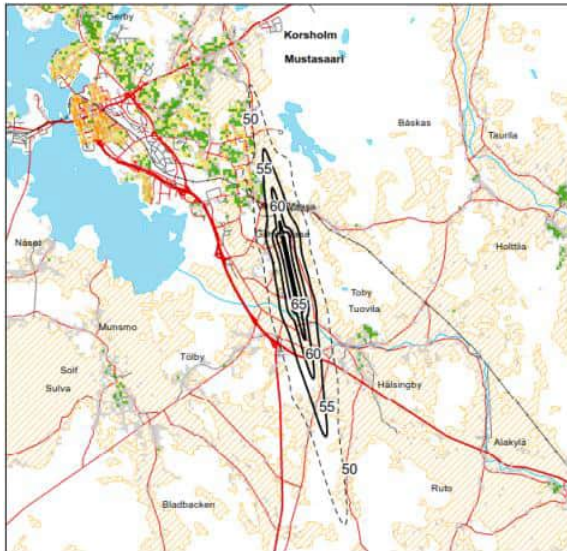 Gerby
Korsholm
Mustasaari
50
Båskas
Taurila
55
60
Näset
Holttila
65
Toby
Tuovila
Munsmo
Tölby
60
Solf
Sulva
Hälsingby
55
Alakylä
50
Ruto
Bladbacken